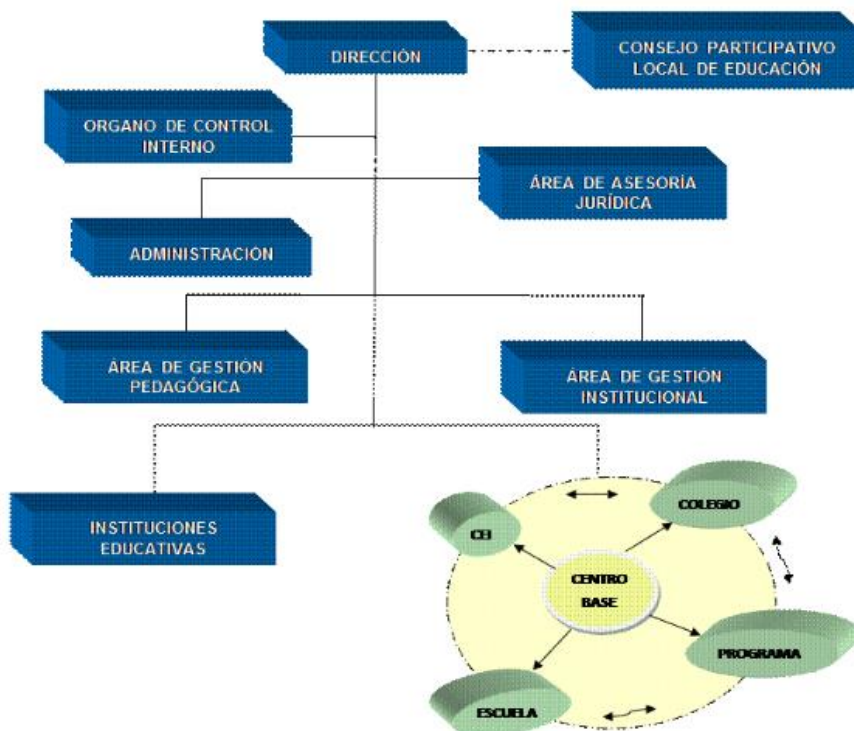 DIRECCIÓN
CONSEJO PARTICIPATIVO
LOCAL DE EDUCACIÓN
ORGANO DE CONTROL
INTERNO
ÁREA DE ASESORÍA
JURÍDICA
ADMINISTRACIÓN
ÁREA DE GESTIÓN
PEDAGÓGICA
ÁREA DE GESTIÓN
INSTITUCIONAL
INSTITUCIONES
EDUCATIVAS
CEI
COLEGIO
CENTRO
BASE
PROGRAMA
ESCUELA